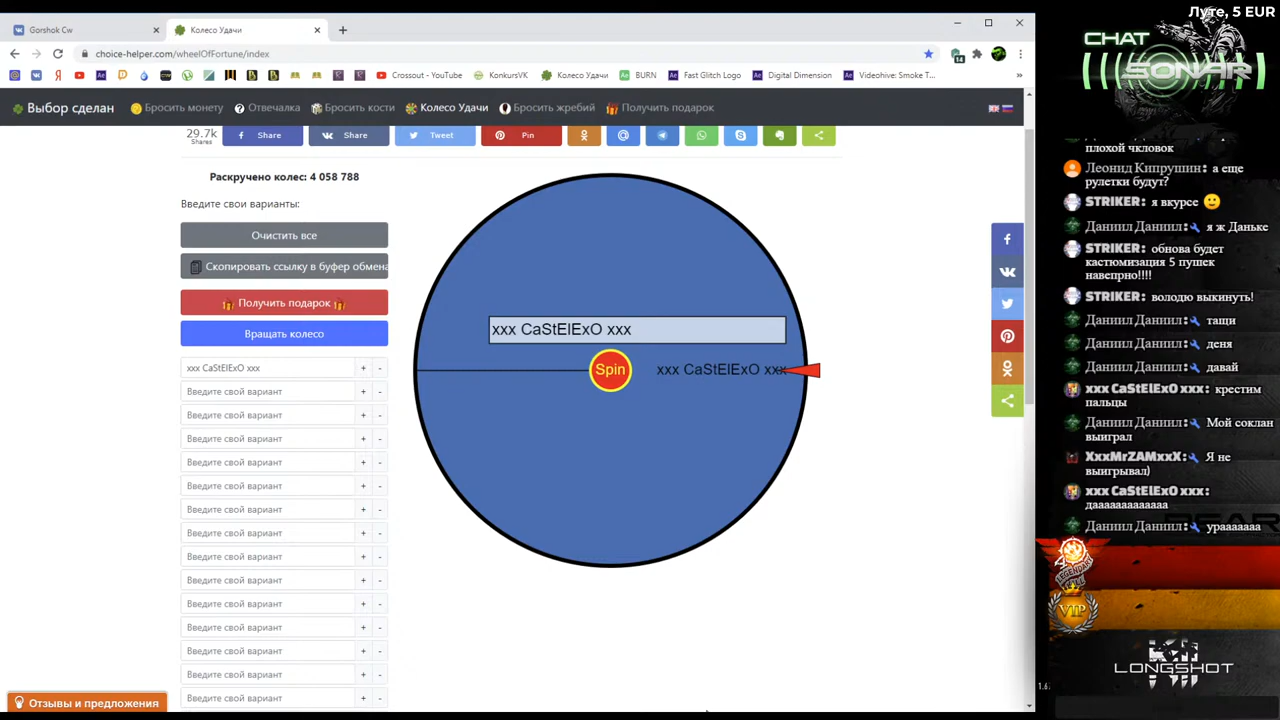 Gorshok Cw
Колесо Удачи
choice-helper.com/wheelOfFortune/index
14
Crossout - YouTube
KonkursVK
Колесо Удачи
BURN
Fast Glitch Logo
Digital Dimension
Videohive: Smoke T...
Выбор сделан
Бросить монету
Отвечалка
Бросить кости
Колесо Удачи
Бросить жребий
Получить подарок
29.7k
Shares
Share
Share
Tweet
Pin
Раскручено колес: 4 058 788
Введите свои варианты:
Очистить все
Скопировать ссылку в буфер обмена
Получить подарок
Вращать колесо
xxx CaStElExO xxx + -
Введите свой вариант + -
Введите свой вариант + -
Введите свой вариант + -
Введите свой вариант + -
Введите свой вариант + -
Введите свой вариант + -
Введите свой вариант + -
Введите свой вариант + -
Введите свой вариант + -
Введите свой вариант + -
Введите свой вариант + -
Введите свой вариант + -
Введите свой вариант + -
Введите свой вариант + -
xxx CaStElExO xxx
Spin
xxx CaStElExO xxx
Отзывы и предложения
Луте, 5 EUR
CHAT
SONAR
плохой чкловок
Леонид Кипрушин: а еще
рулетки будут?
STRIKER: я вкурсе
Даниил Даниил: я ж Даньке
STRIKER: обнова будет
кастюмизация 5 пушек
навепрно!!!!
STRIKER: володю выкинуть!
Даниил Даниил: тащи
Даниил Даниил: деня
Даниил Даниил: давай
xxx CaStElExO xxx: крестим
пальцы
Даниил Даниил: Мой соклан
выиграл
XxxMrZAMxxX: Я не
выигрывал)
xxx CaStElExO xxx:
даааааааааааа
Даниил Даниил: ураааааaa
VIP
LONGSHOT